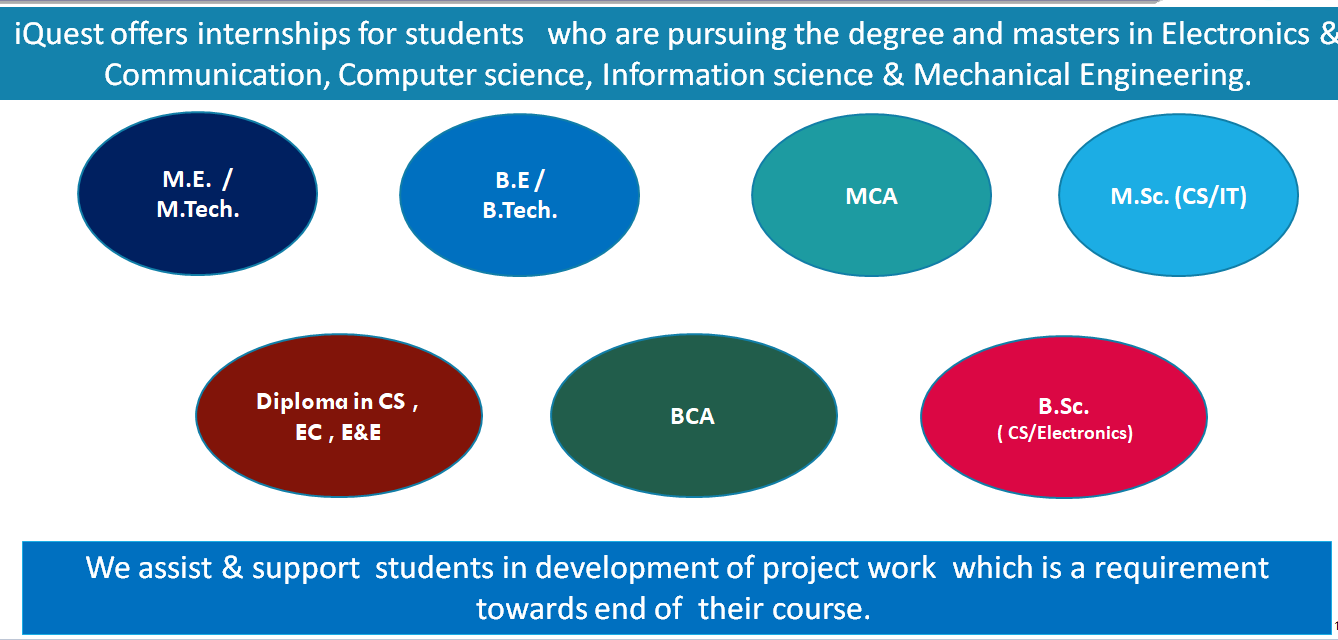 iQuest offers internships for students who are pursuing the degree and masters in Electronics &
Communication, Computer science, Information science & Mechanical Engineering.
M.E. /
M.Tech.
B.E /
B.Tech.
MCA
M.Sc. (CS/IT)
Diploma in CS ,
EC , E&E
BCA
B.Sc.
( CS/Electronics)
We assist & support students in development of project work which is a requirement
towards end of their course.
1